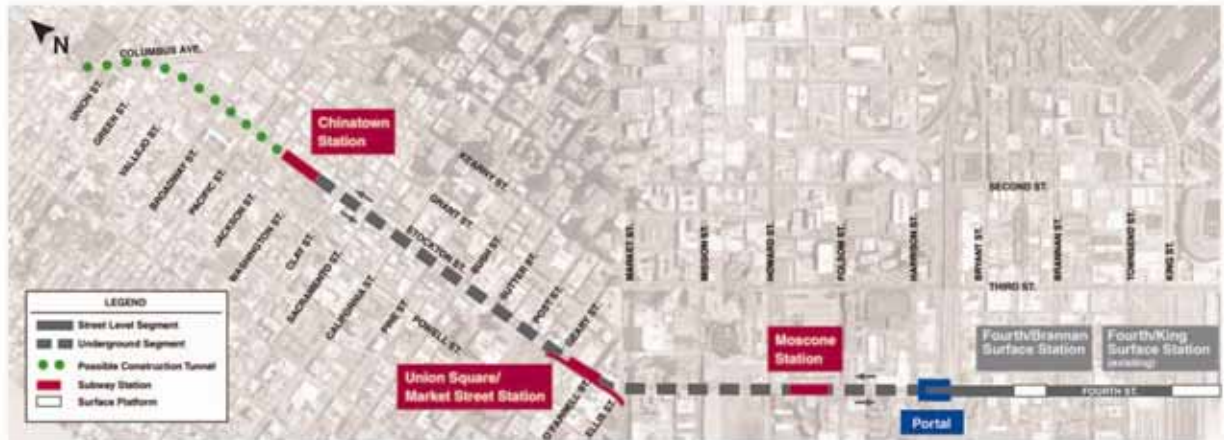 N
COLUMBUS AVE.
UNION ST.
GREEN ST.
VALLEJO ST.
BROADWAY ST.
PACIFIC ST.
JACKSON ST.
WASHINGTON ST.
CLAY ST.
SACRAMENTO ST.
CALIFORNIA ST.
PINE ST.
POWELL ST.
Chinatown
Station
KEARNY ST.
GRANT ST.
STOCKTON ST.
BUSH ST.
SUTTER ST.
POST ST.
GEARY ST.
O'FARRELL ST.
ELLIS ST.
Union Square/
Market Street Station
MARKET ST.
MISSION ST.
HOWARD ST.
FOLSOM ST.
HARRISON ST.
BRYANT ST.
BRANNAN ST.
TOWNSEND ST.
KING ST.
SECOND ST.
THIRD ST.
Moscone
Station
Fourth/Brannan
Surface Station
Fourth/King
Surface Station
(existing)
FOURTH ST.
Portal
LEGEND
Street Level Segment
Underground Segment
Possible Construction Tunnel
Subway Station
Surface Platform